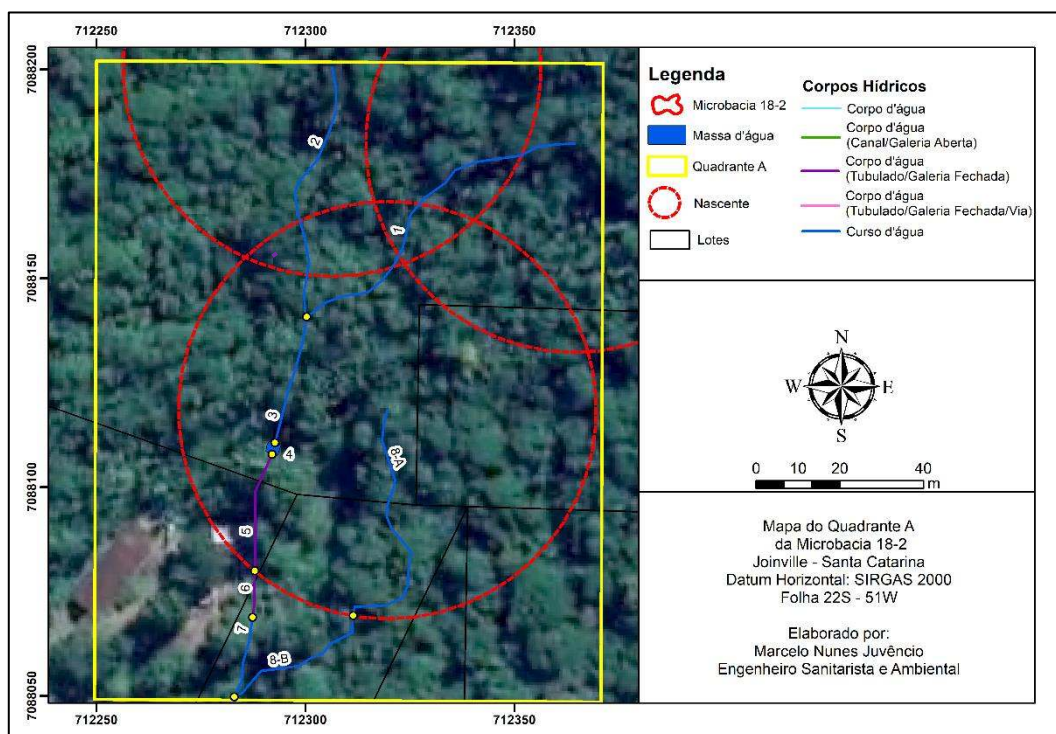 712250
712300
712350
7088200
7088150
7088100
7088050
2
1
3
4
8-A
5
6
7
8-B
712250
712300
712350
Legenda
Microbacia 18-2
Massa d'água
Quadrante A
Nascente
Lotes
Corpos Hídricos
Corpo d'água
Corpo d'água
(Canal/Galeria Aberta)
Corpo d'água
(Tubulado/Galeria Fechada)
Corpo d'água
(Tubulado/Galeria Fechada/Via)
Curso d'água
N
W
E
S
0
10
20
40
m
Mapa do Quadrante A
da Microbacia 18-2
Joinville - Santa Catarina
Datum Horizontal: SIRGAS 2000
Folha 22S - 51W
Elaborado por:
Marcelo Nunes Juvêncio
Engenheiro Sanitarista e Ambiental